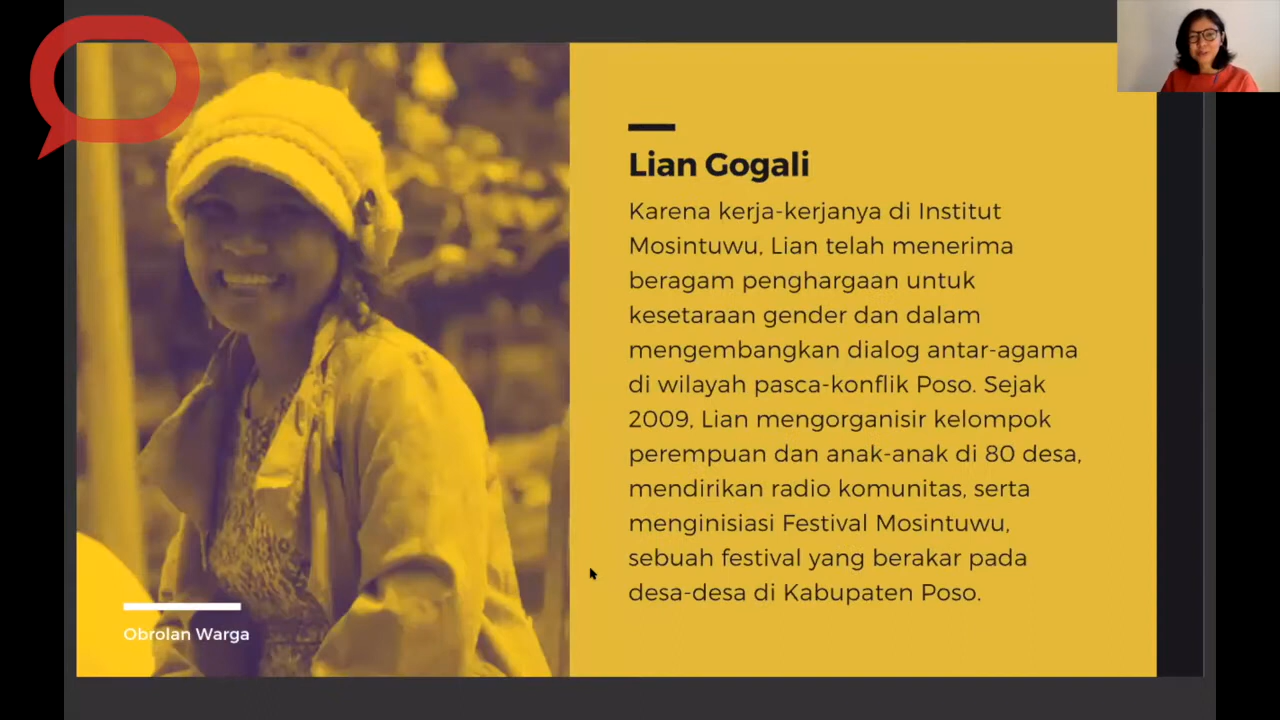 Lian Gogali
Karena kerja-kerjanya di Institut
Mosintuwu, Lian telah menerima
beragam penghargaan untuk
kesetaraan gender dan dalam
mengembangkan dialog antar-agama
di wilayah pasca-konflik Poso. Sejak
2009, Lian mengorganisir kelompok
perempuan dan anak-anak di 80 desa,
mendirikan radio komunitas, serta
menginisiasi Festival Mosintuwu,
sebuah festival yang berakar pada
desa-desa di Kabupaten Poso.
Obrolan Warga